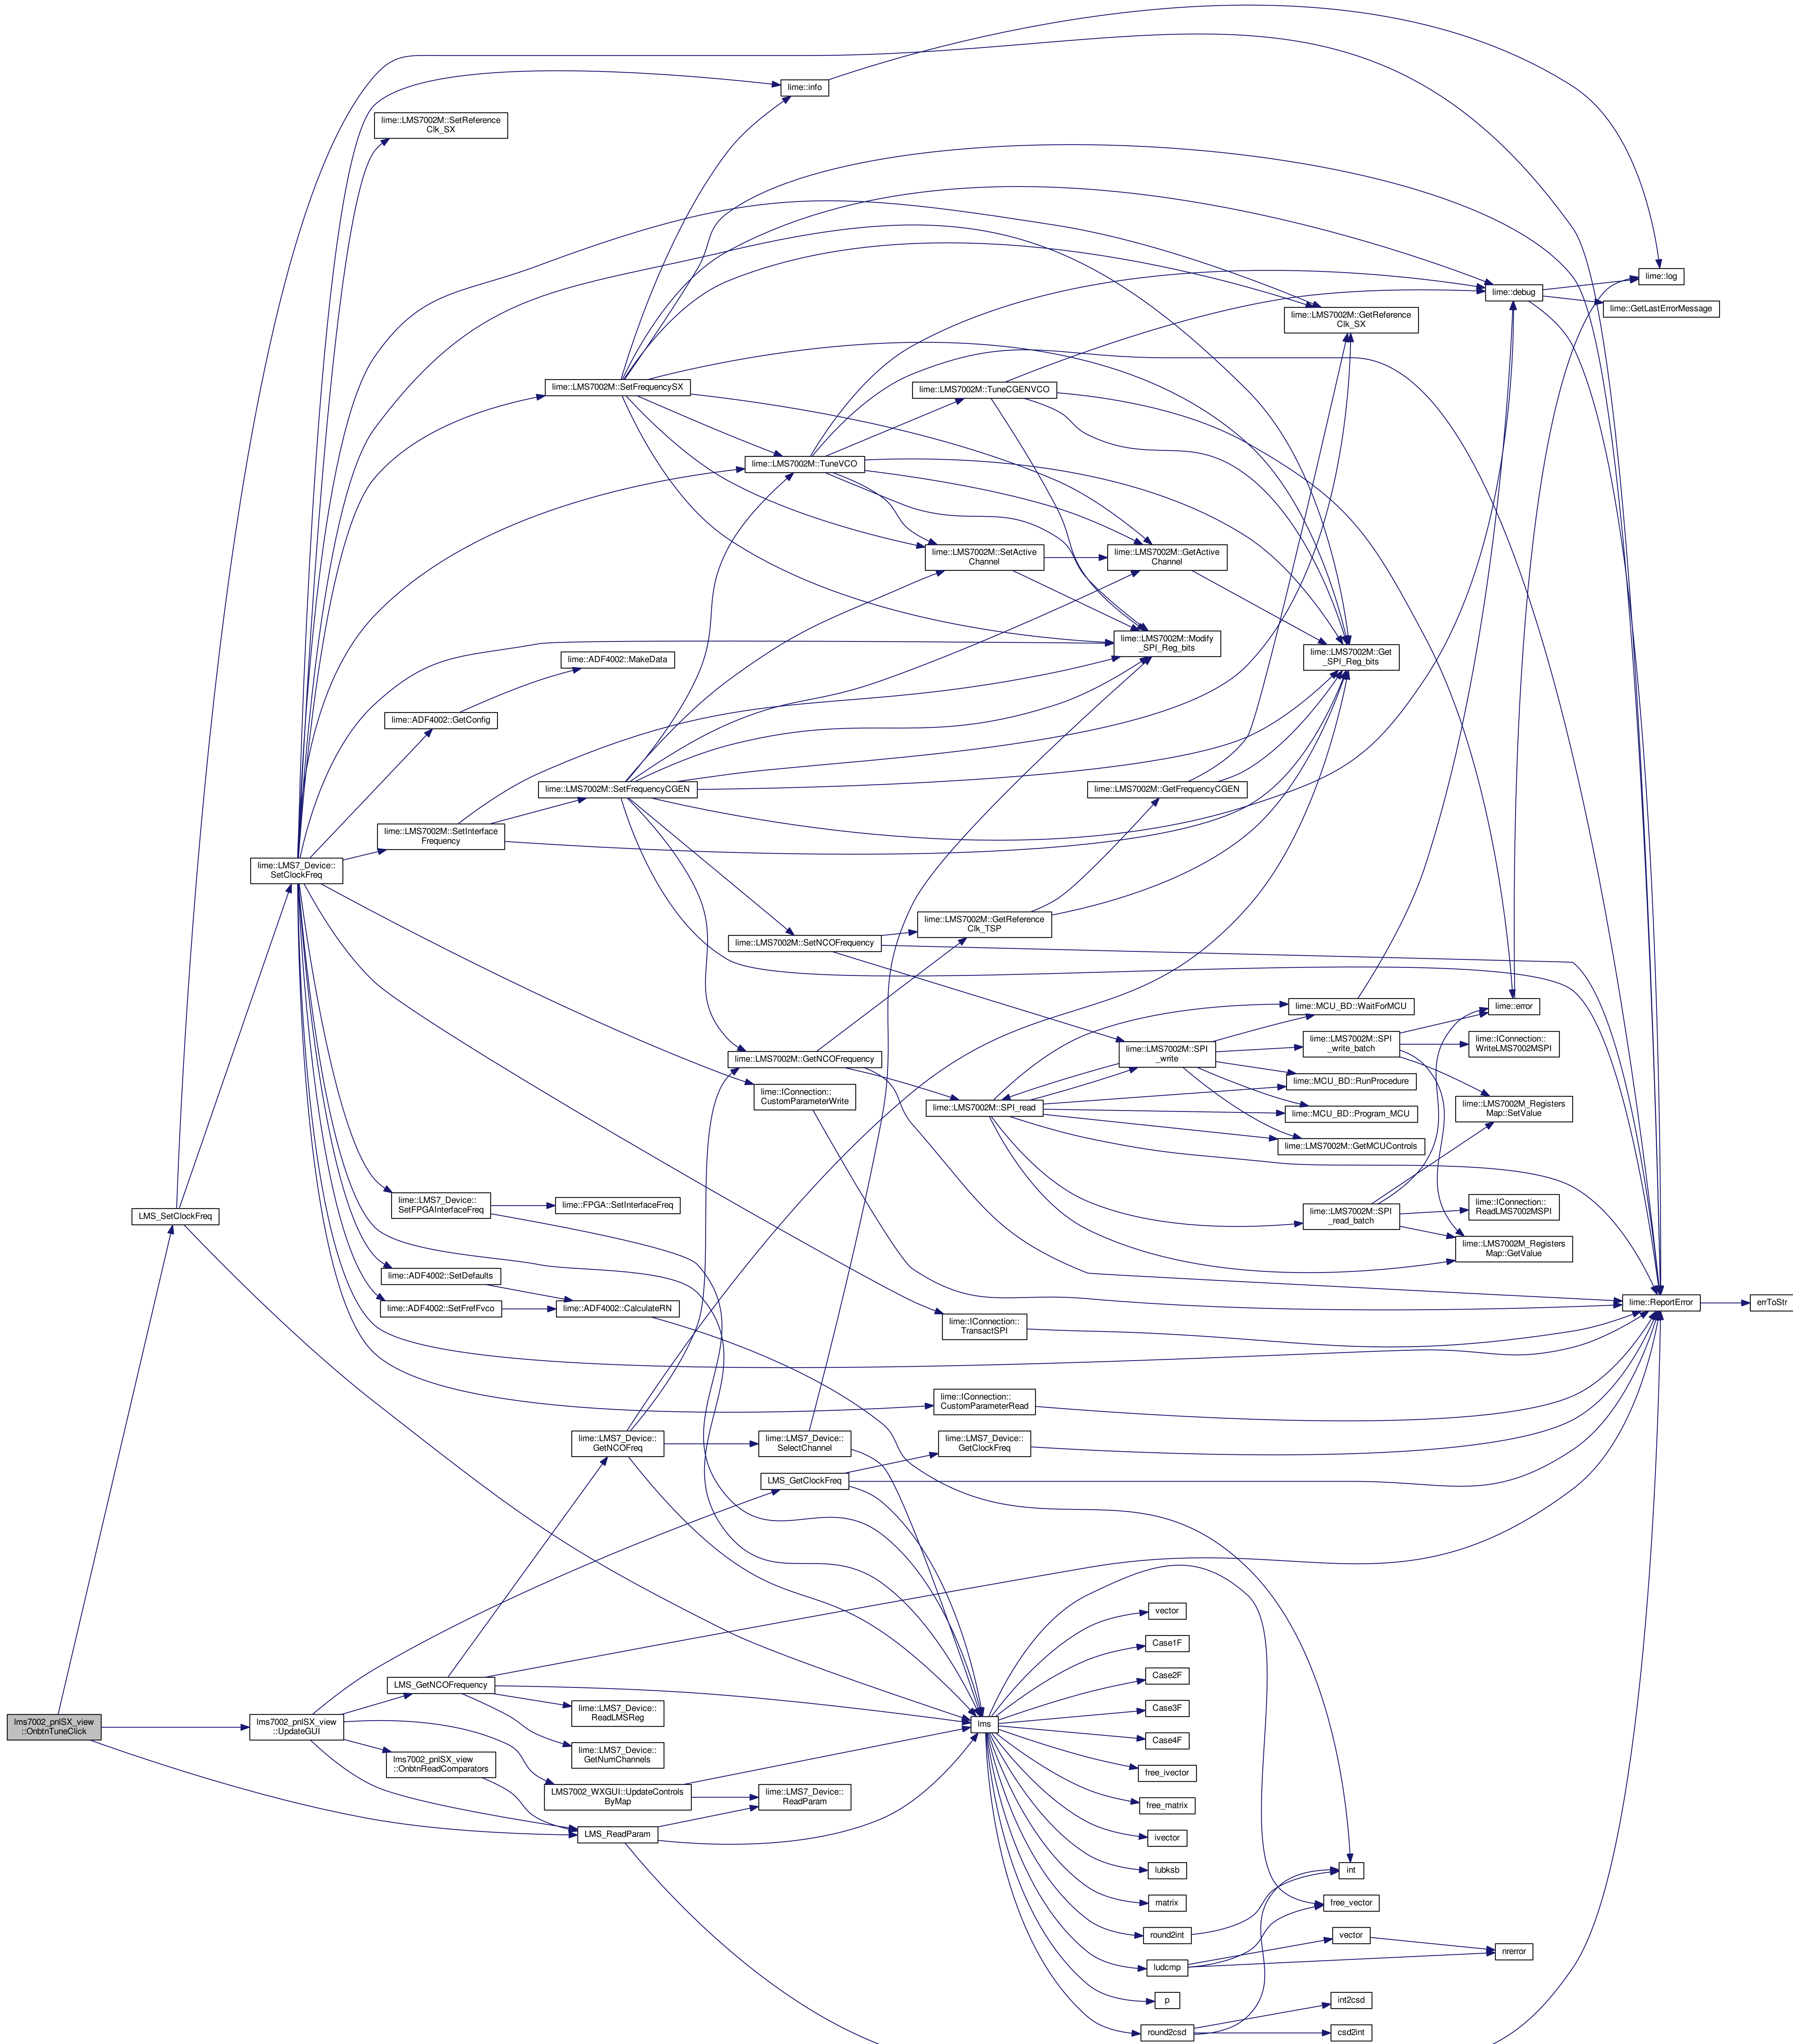 lime::info
lime::LMS7002M::SetReference
Clk_SX
lime::log
lime::debug
lime::GetLastErrorMessage
lime::LMS7002M::GetReference
Clk_SX
lime::LMS7002M::SetFrequencySX
lime::LMS7002M::TuneCGENVCO
lime::LMS7002M::TuneVCO
lime::LMS7002M::SetActive
Channel
lime::LMS7002M::GetActive
Channel
lime::LMS7002M::Modify
_SPI_Reg_bits
lime::LMS7002M::Get
_SPI_Reg_bits
lime::ADF4002::MakeData
lime::ADF4002::GetConfig
lime::LMS7002M::SetFrequencyCGEN
lime::LMS7002M::GetFrequencyCGEN
lime::LMS7002M::SetInterface
Frequency
lime::LMS7_Device::
SetClockFreq
lime::LMS7002M::GetReference
Clk_TSP
lime::LMS7002M::SetNCOFrequency
lime::MCU_BD::WaitForMCU
lime::error
lime::LMS7002M::SPI
_write
lime::LMS7002M::SPI
_write_batch
lime::IConnection::
WriteLMS7002MSPI
lime::LMS7002M::GetNCOFrequency
lime::MCU_BD::RunProcedure
lime::IConnection::
CustomParameterWrite
lime::LMS7002M::SPI_read
lime::MCU_BD::Program_MCU
lime::LMS7002M_Registers
Map::SetValue
lime::LMS7002M::GetMCUControls
LMS_SetClockFreq
lime::LMS7_Device::
SetFPGAInterfaceFreq
lime::FPGA::SetInterfaceFreq
lime::LMS7002M::SPI
_read_batch
lime::IConnection::
ReadLMS7002MSPI
lime::LMS7002M_Registers
Map::GetValue
lime::ADF4002::SetDefaults
lime::ADF4002::SetFrefFvco
lime::ADF4002::CalculateRN
lime::ReportError
errToStr
lime::IConnection::
TransactSPI
lime::IConnection::
CustomParameterRead
lime::LMS7_Device::
GetNCOFreq
lime::LMS7_Device::
SelectChannel
lime::LMS7_Device::
GetClockFreq
LMS_GetClockFreq
vector
Case1F
Case2F
LMS_GetNCOFrequency
lime::LMS7_Device::
ReadLMSReg
Case3F
lms7002_pnlSX_view
::OnbtnTuneClick
lms7002_pnlSX_view
::UpdateGUI
lms
Case4F
lime::LMS7_Device::
GetNumChannels
lms7002_pnlSX_view
::OnbtnReadComparators
free_ivector
LMS7002_WXGUI::UpdateControls
ByMap
lime::LMS7_Device::
ReadParam
free_matrix
LMS_ReadParam
ivector
lubksb
int
matrix
free_vector
round2int
vector
nrerror
ludcmp
p
int2csd
round2csd
csd2int